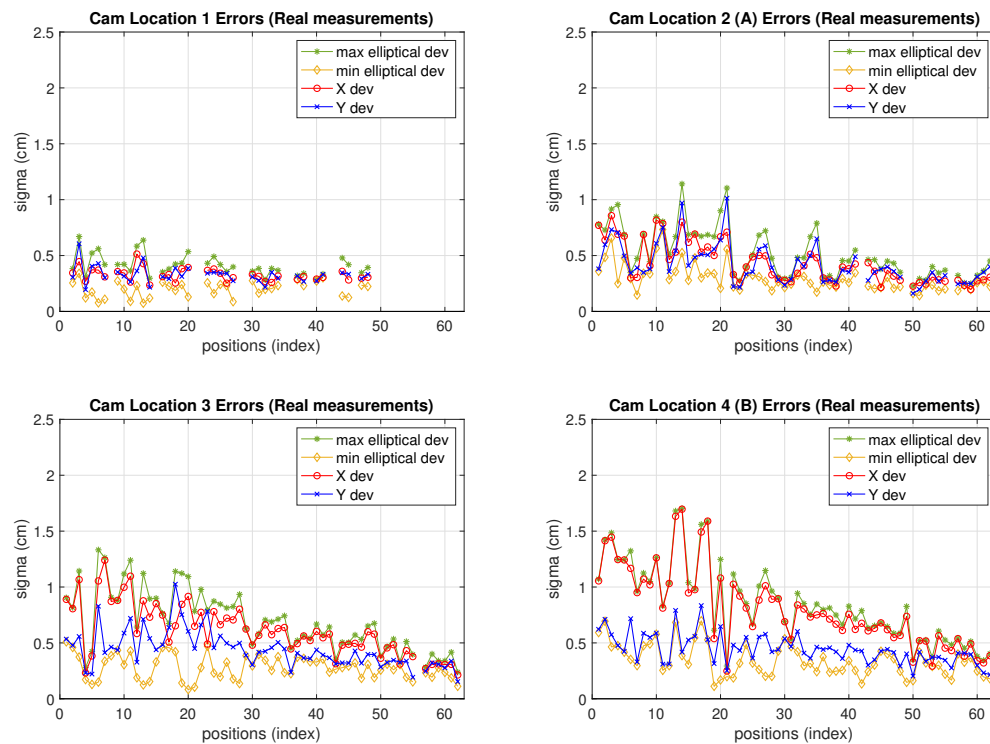 Cam Location 1 Errors (Real measurements)
2.5
2
1.5
1
0.5
0
sigma (cm)
max elliptical dev
min elliptical dev
X dev
Y dev
0 10 20 30 40 50 60
positions (index)
Cam Location 2 (A) Errors (Real measurements)
2.5
2
1.5
1
0.5
0
sigma (cm)
max elliptical dev
min elliptical dev
X dev
Y dev
0 10 20 30 40 50 60
positions (index)
Cam Location 3 Errors (Real measurements)
2.5
2
1.5
1
0.5
0
sigma (cm)
max elliptical dev
min elliptical dev
X dev
Y dev
0 10 20 30 40 50 60
positions (index)
Cam Location 4 (B) Errors (Real measurements)
2.5
2
1.5
1
0.5
0
sigma (cm)
max elliptical dev
min elliptical dev
X dev
Y dev
0 10 20 30 40 50 60
positions (index)